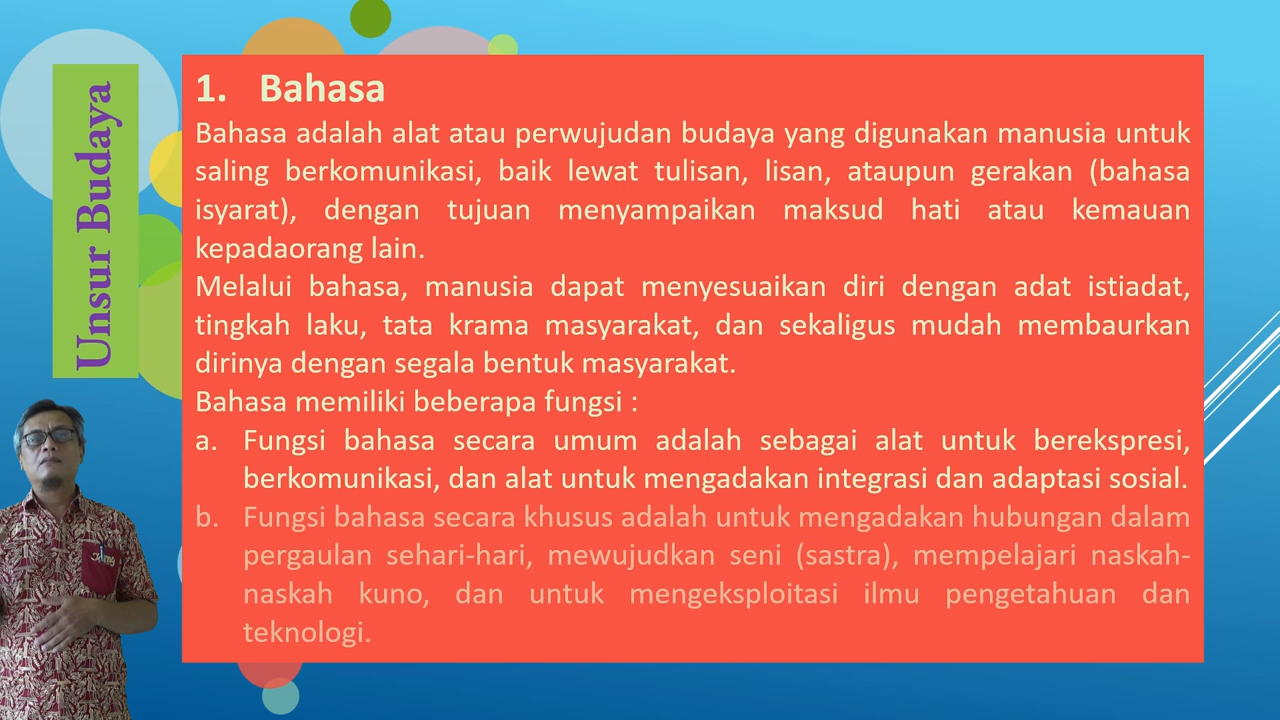 Unsur Budaya
1. Bahasa
Bahasa adalah alat atau perwujudan budaya yang digunakan manusia untuk
saling berkomunikasi, baik lewat tulisan, lisan, ataupun gerakan (bahasa
isyarat), dengan tujuan menyampaikan maksud hati atau kemauan
kepadaorang lain.
Melalui bahasa, manusia dapat menyesuaikan diri dengan adat istiadat,
tingkah laku, tata krama masyarakat, dan sekaligus mudah membaurkan
dirinya dengan segala bentuk masyarakat.
Bahasa memiliki beberapa fungsi :
a. Fungsi bahasa secara umum adalah sebagai alat untuk berekspresi,
berkomunikasi, dan alat untuk mengadakan integrasi dan adaptasi sosial.
b. Fungsi bahasa secara khusus adalah untuk mengadakan hubungan dalam
pergaulan sehari-hari, mewujudkan seni (sastra), mempelajari naskah-
naskah kuno, dan untuk mengeksploitasi ilmu pengetahuan dan
teknologi.